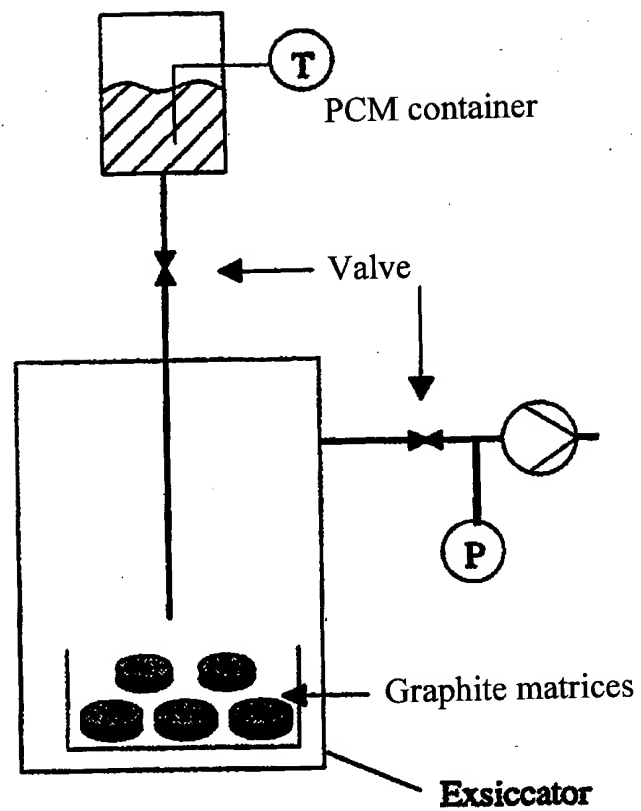 T
PCM container
Valve
P
Graphite matrices
Exsiccator